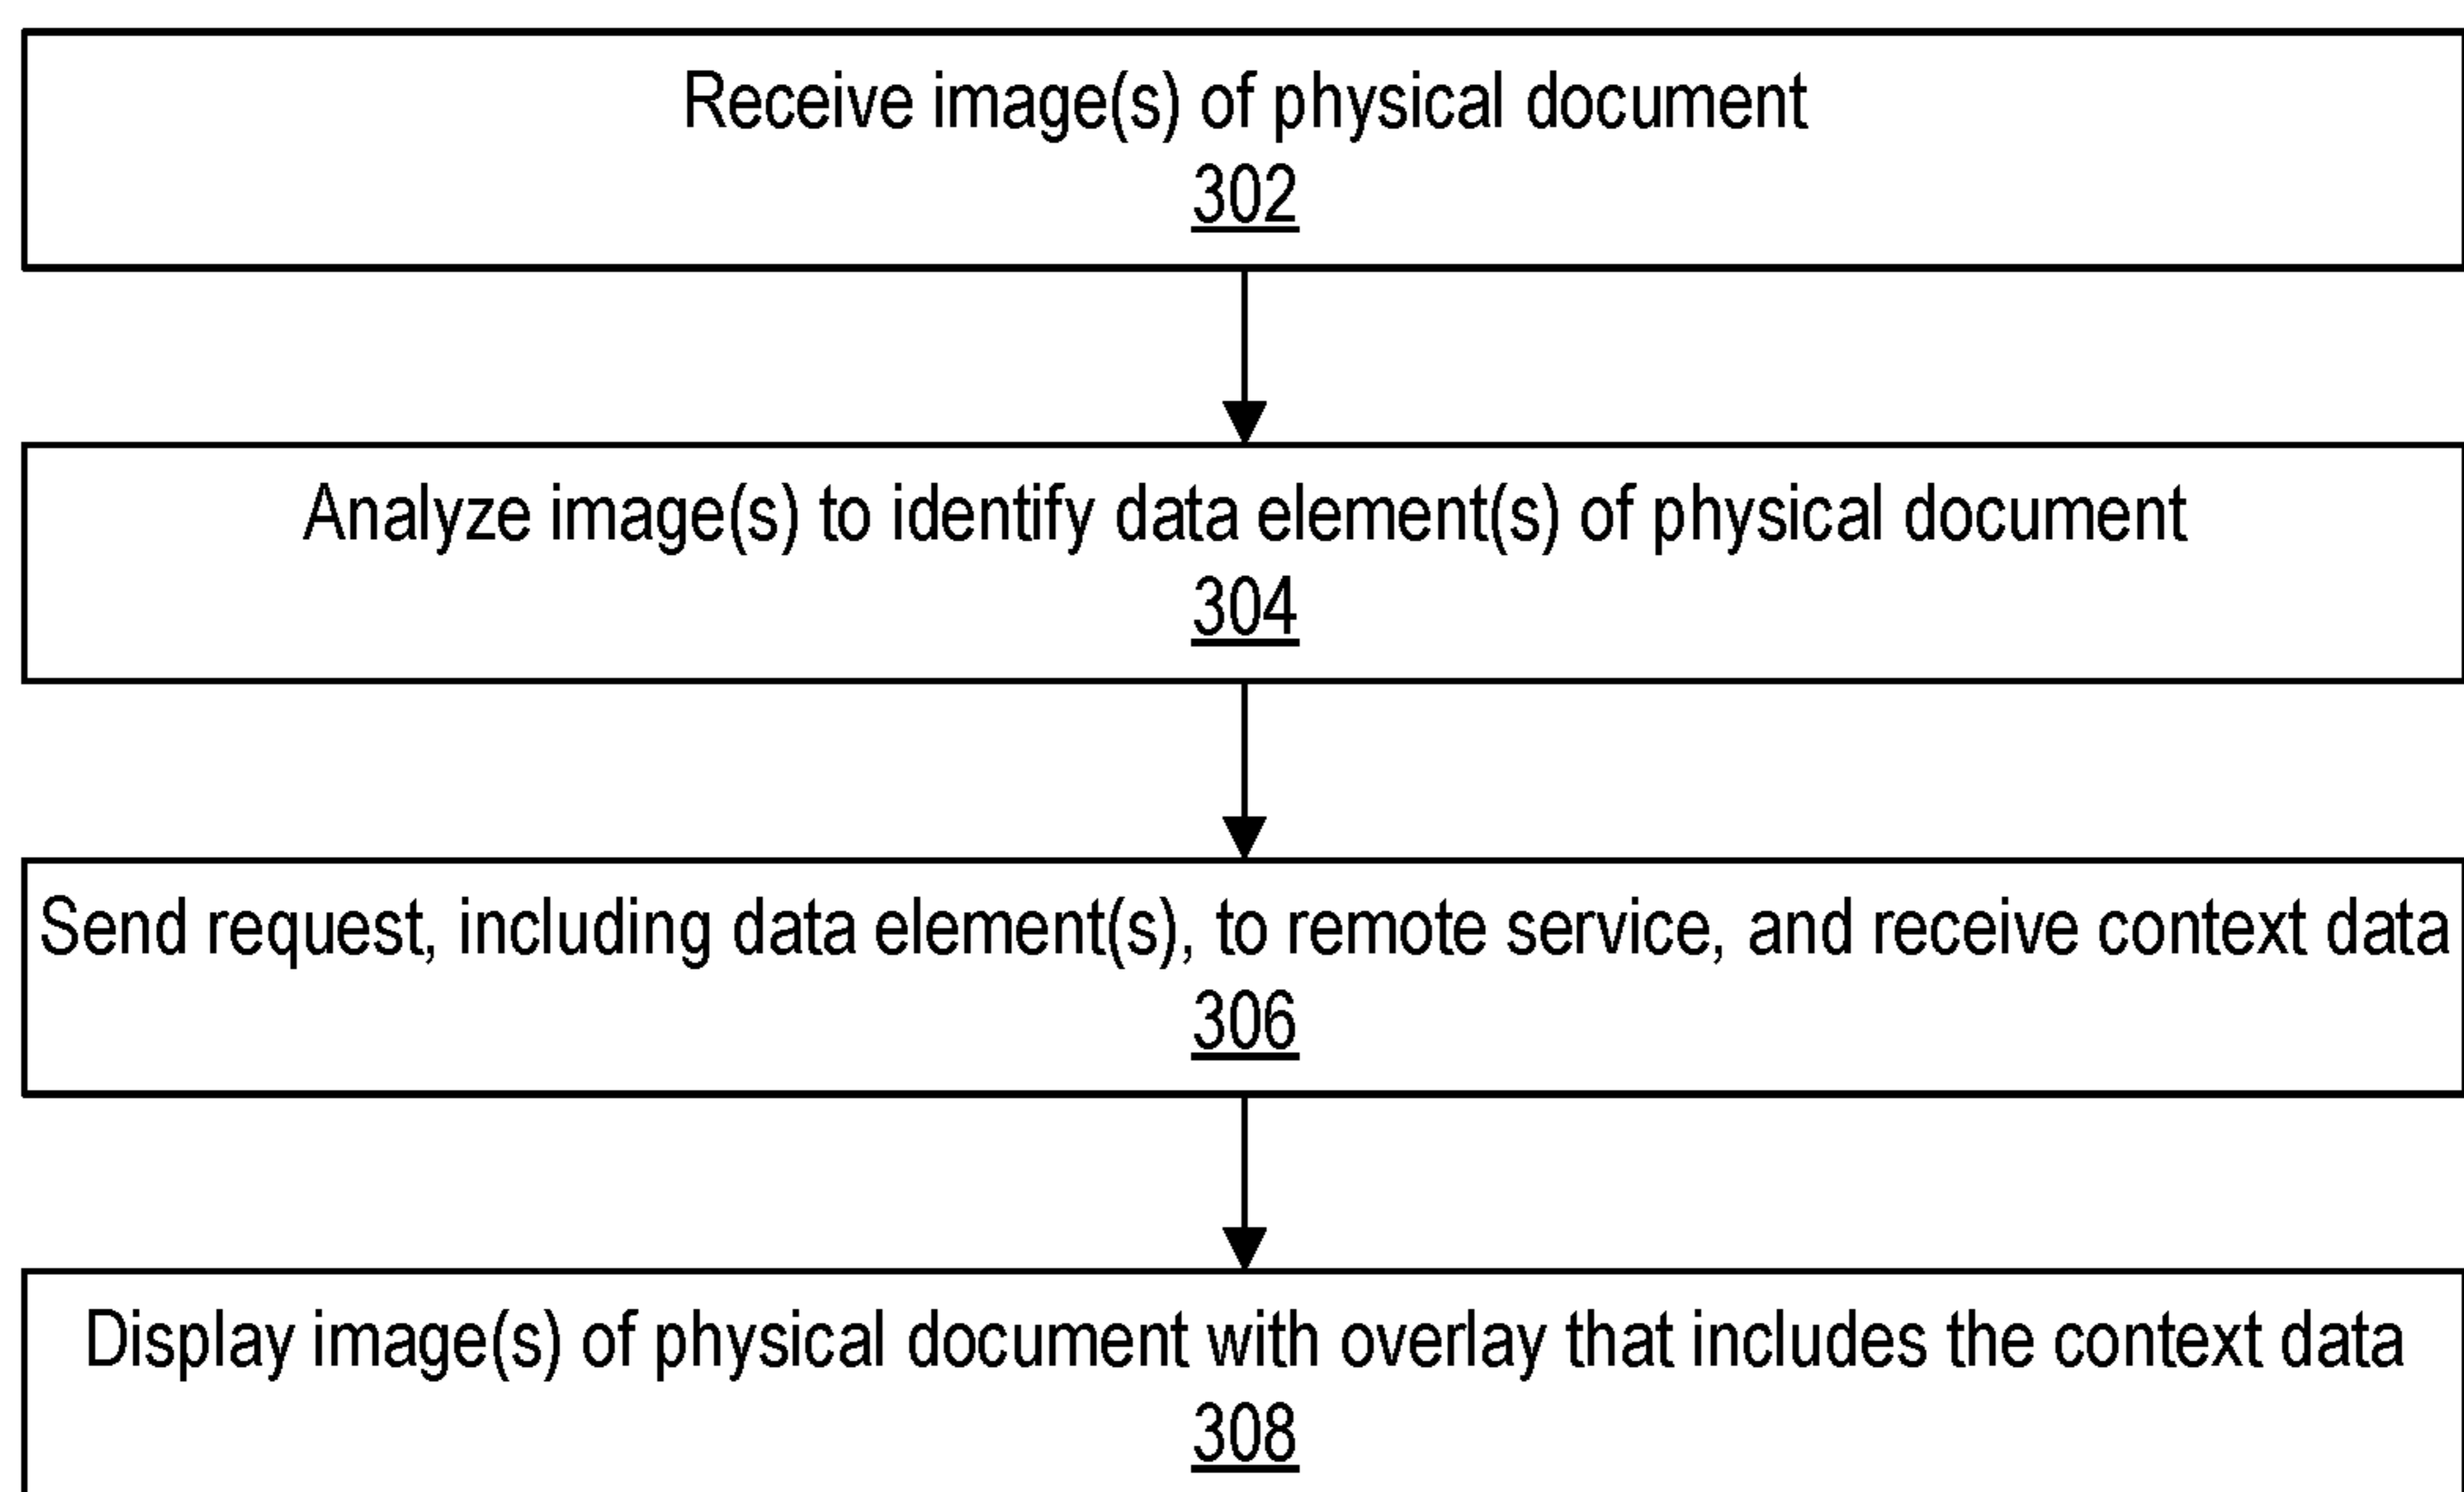 Receive image(s) of physical document
302
Analyze image(s) to identify data element(s) of physical document
304
Send request, including data element(s), to remote service, and receive context data
306
Display image(s) of physical document with overlay that includes the context data
308